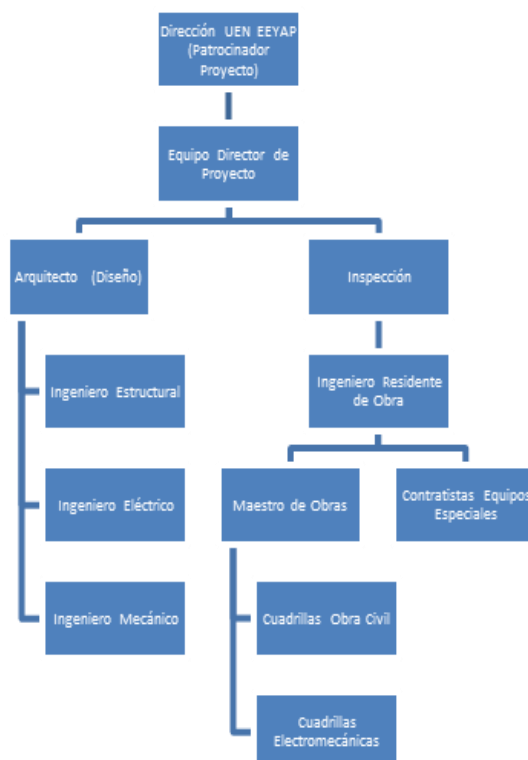 Dirección UEN EEYAP
(Patrocinador
Proyecto)
Equipo Director de
Proyecto
Arquitecto (Diseño)
Inspección
Ingeniero Estructural
Ingeniero Residente
de Obra
Ingeniero Eléctrico
Maestro de Obras
Contratistas Equipos
Especiales
Ingeniero Mecánico
Cuadrillas Obra Civil
Cuadrillas
Electromecánicas